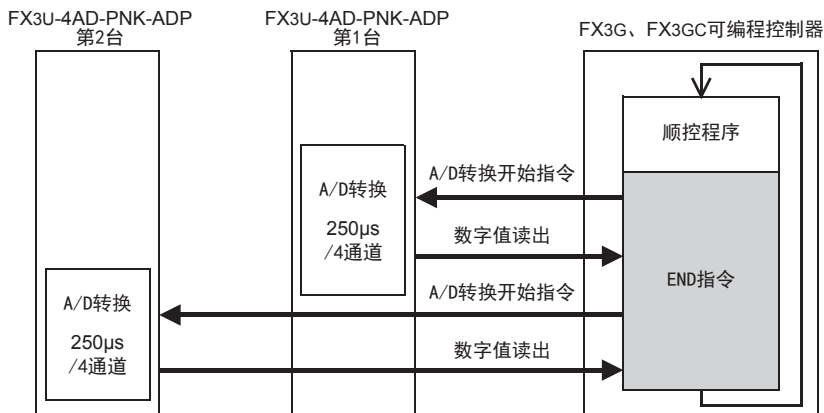 FX3U-4AD-PNK-ADP
第2台
FX3U-4AD-PNK-ADP
第1台
FX3G、FX3GC可编程控制器
顺控程序
A/D转换
250μs
/4通道
A/D转换开始指令
数字值读出
END指令
A/D转换
250μs
/4通道
A/D转换开始指令
数字值读出